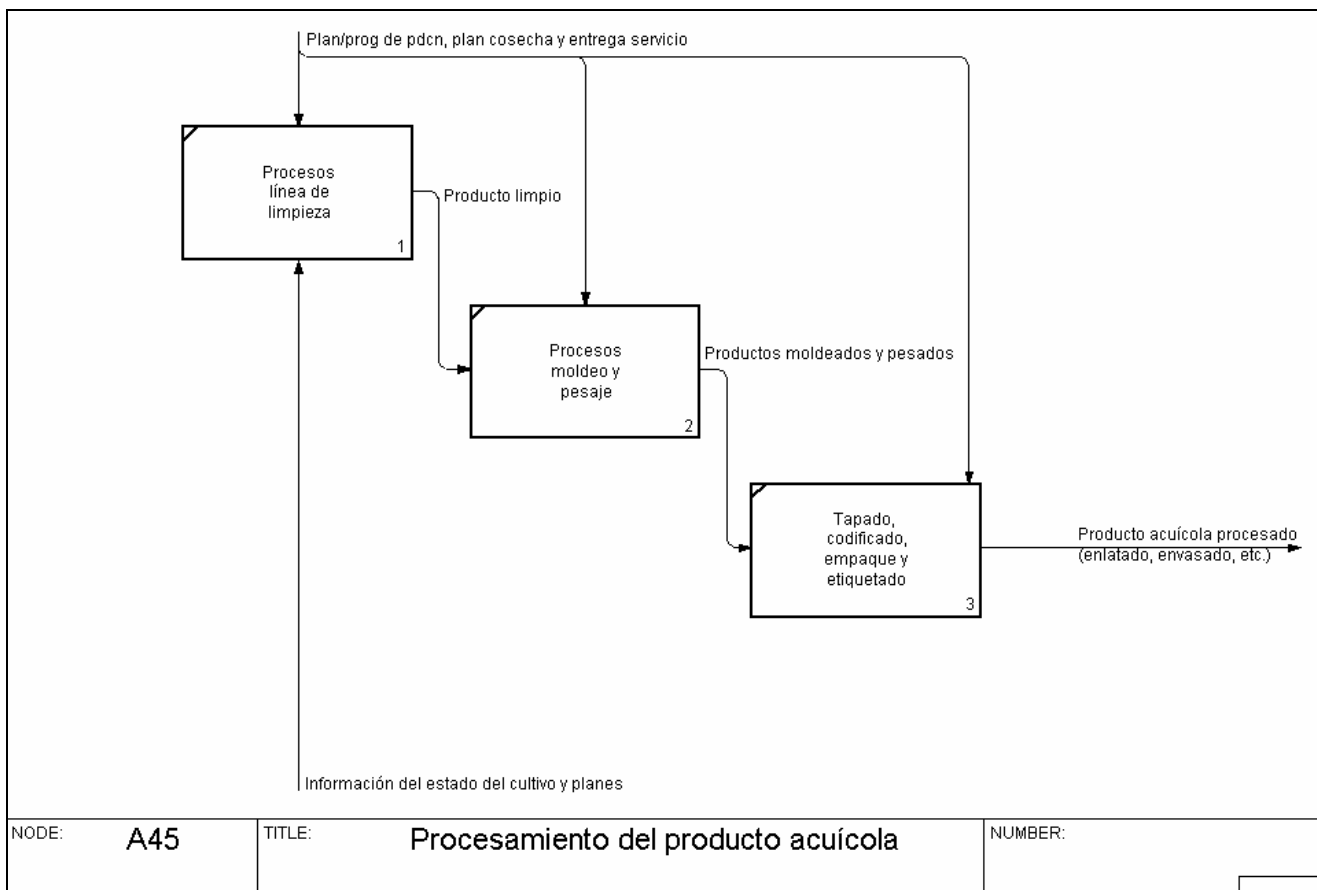 Plan/prog de pdcn, plan cosecha y entrega servicio
Procesos
línea de
limpieza
1
Producto limpio
Procesos
moldeo y
pesaje
2
Productos moldeados y pesados
Tapado,
codificado,
empaque y
etiquetado
3
Producto acuícola procesado
(enlatado, envasado, etc.)
Información del estado del cultivo y planes
NODE:
A45
TITLE:
Procesamiento del producto acuícola
NUMBER: